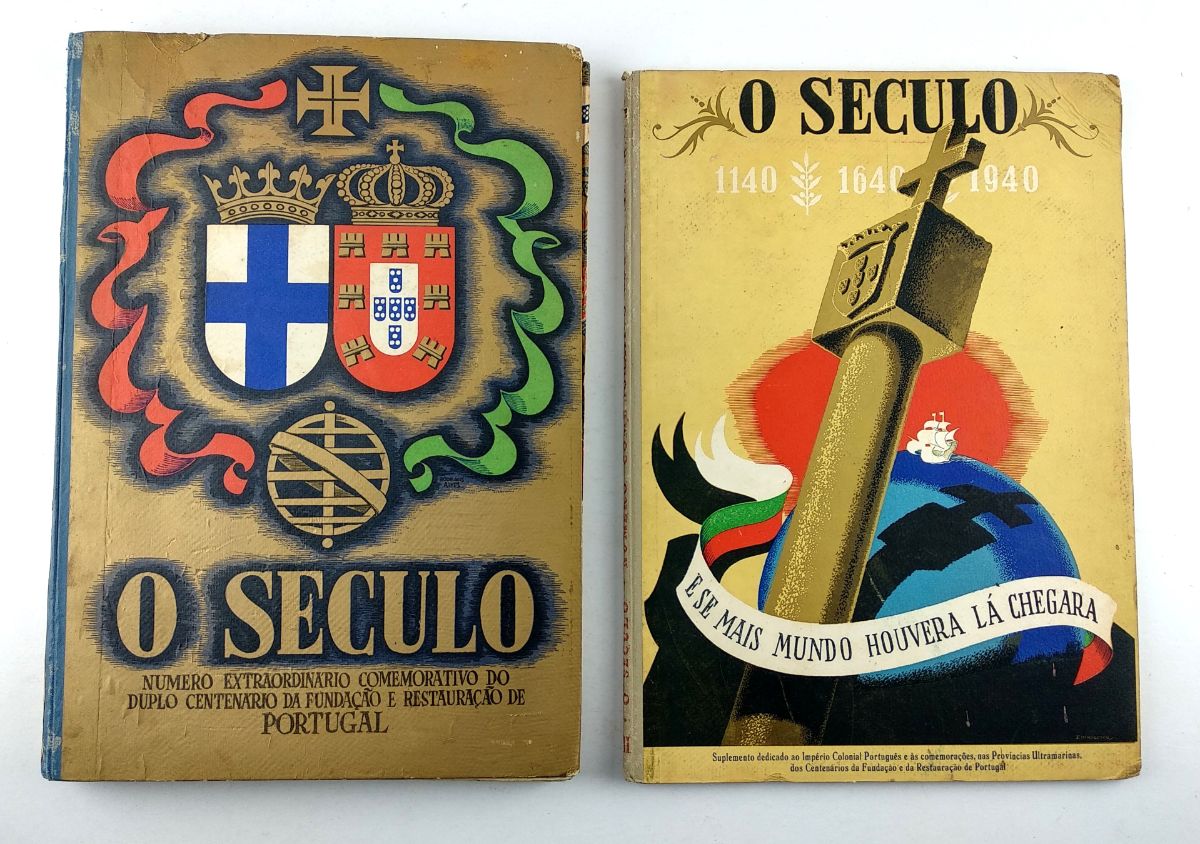 O SECULO
NUMERO EXTRAORDINARIO COMEMORATIVO DO
DUPLO CENTENARIO DA FUNDAÇÃO E RESTAURAÇÃO DE
PORTUGAL
O SECULO
1140 1640 1940
E SE MAIS MUNDO HOUVERA LÁ CHEGARA
Suplemento dedicado ao Império Colonial Português e às comemorações, nas Províncias Ultramarinas,
dos Centenários da Fundação e da Restauração de Portugal